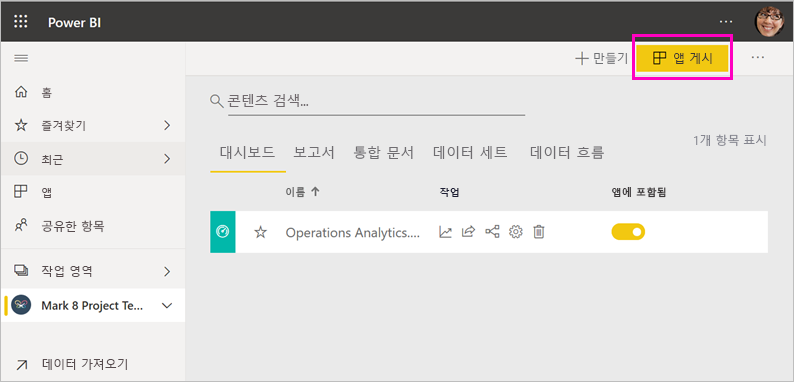 Power BI
만들기
앱 게시
홈
즐겨찾기
최근
앱
공유한 항목
작업 영역
Mark 8 Project Te...
데이터 가져오기
콘텐츠 검색...
1개 항목 표시
대시보드 보고서 통합 문서 데이터 세트 데이터 흐름
이름 작업 앱에 포함됨
Operations Analytics....